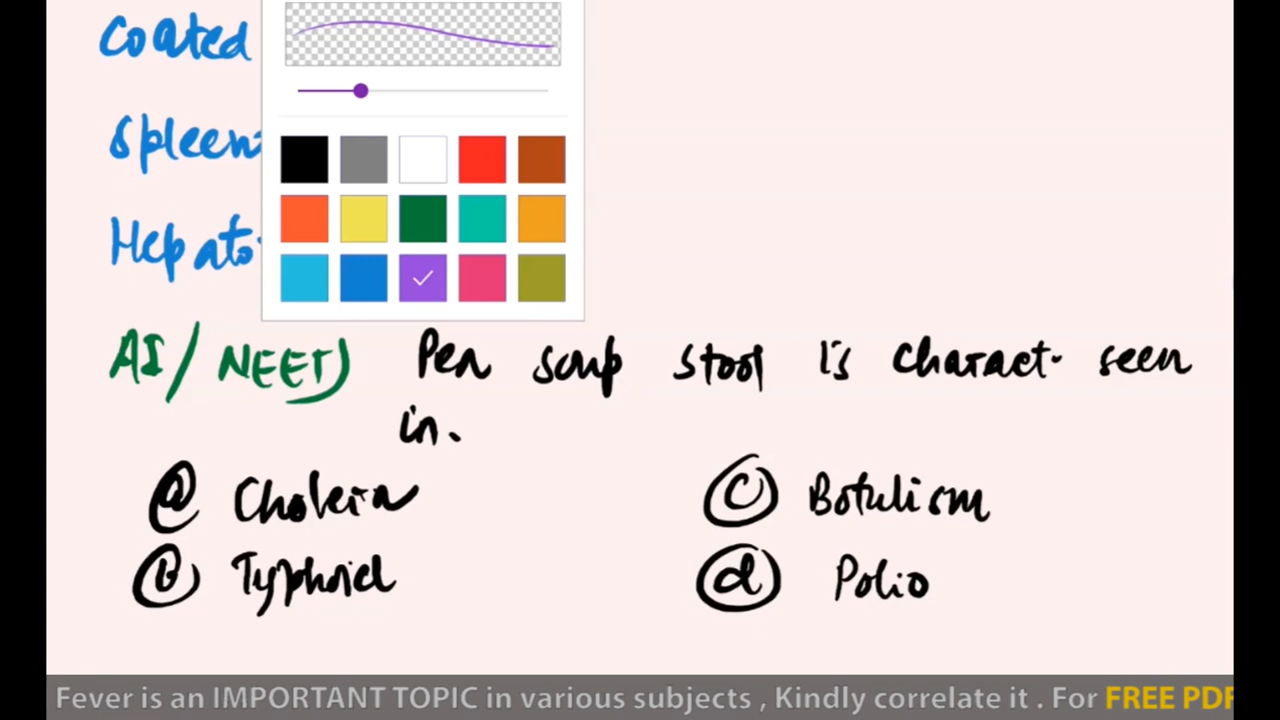 Coated
Spleen
Hepato
AI/ NEET) Pea soup stool is charact. seen
in.
@ Cholera
ⓒ Botulism
ⓑ Typhoid
ⓓ Polio
Fever is an IMPORTANT TOPIC in various subjects , Kindly correlate it . For FREE PDF